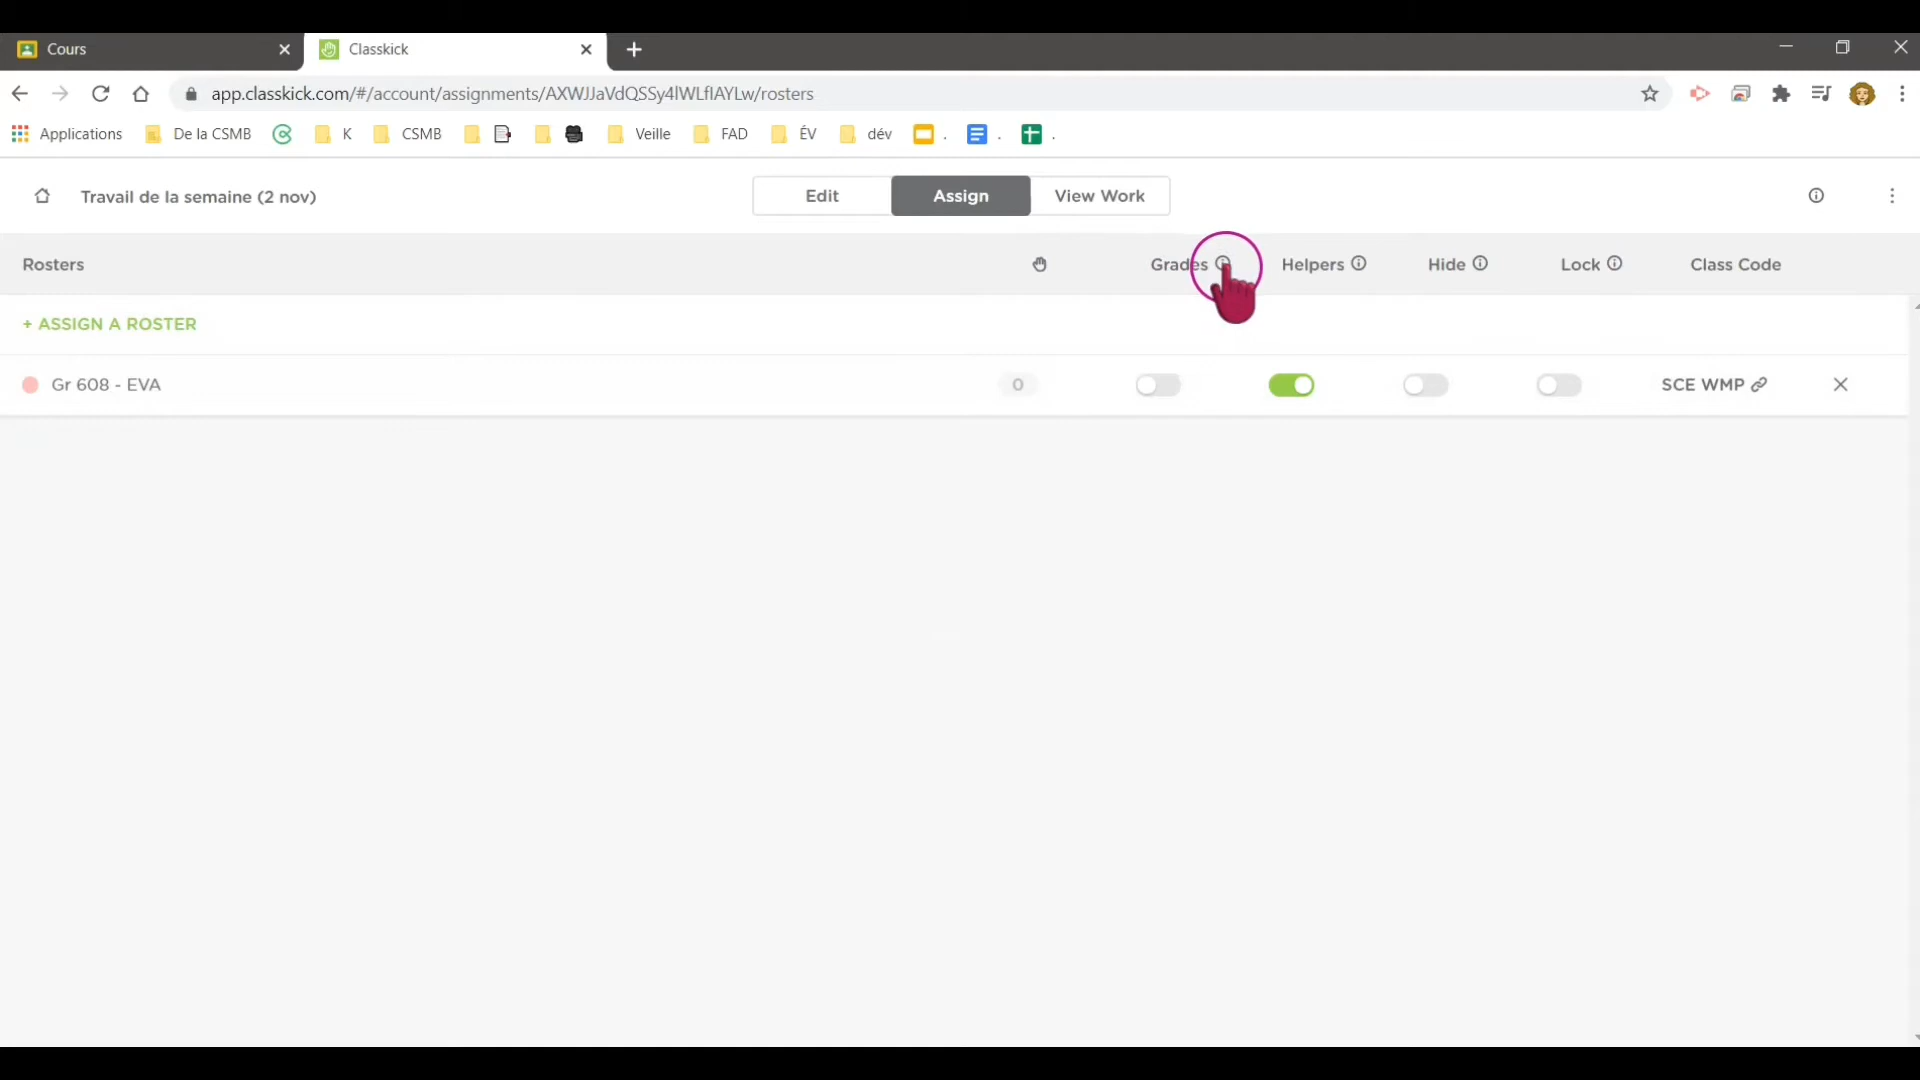 Cours
Classkick
app.classkick.com/#/account/assignments/AXWJJaVdQSSy4lWLflAYLw/rosters
Applications De la CSMB K CSMB Veille FAD ÉV dév . . .
Travail de la semaine (2 nov) Edit Assign View Work
Rosters Grades Helpers Hide Lock Class Code
+ ASSIGN A ROSTER
Gr 608 - EVA 0 SCE WMP